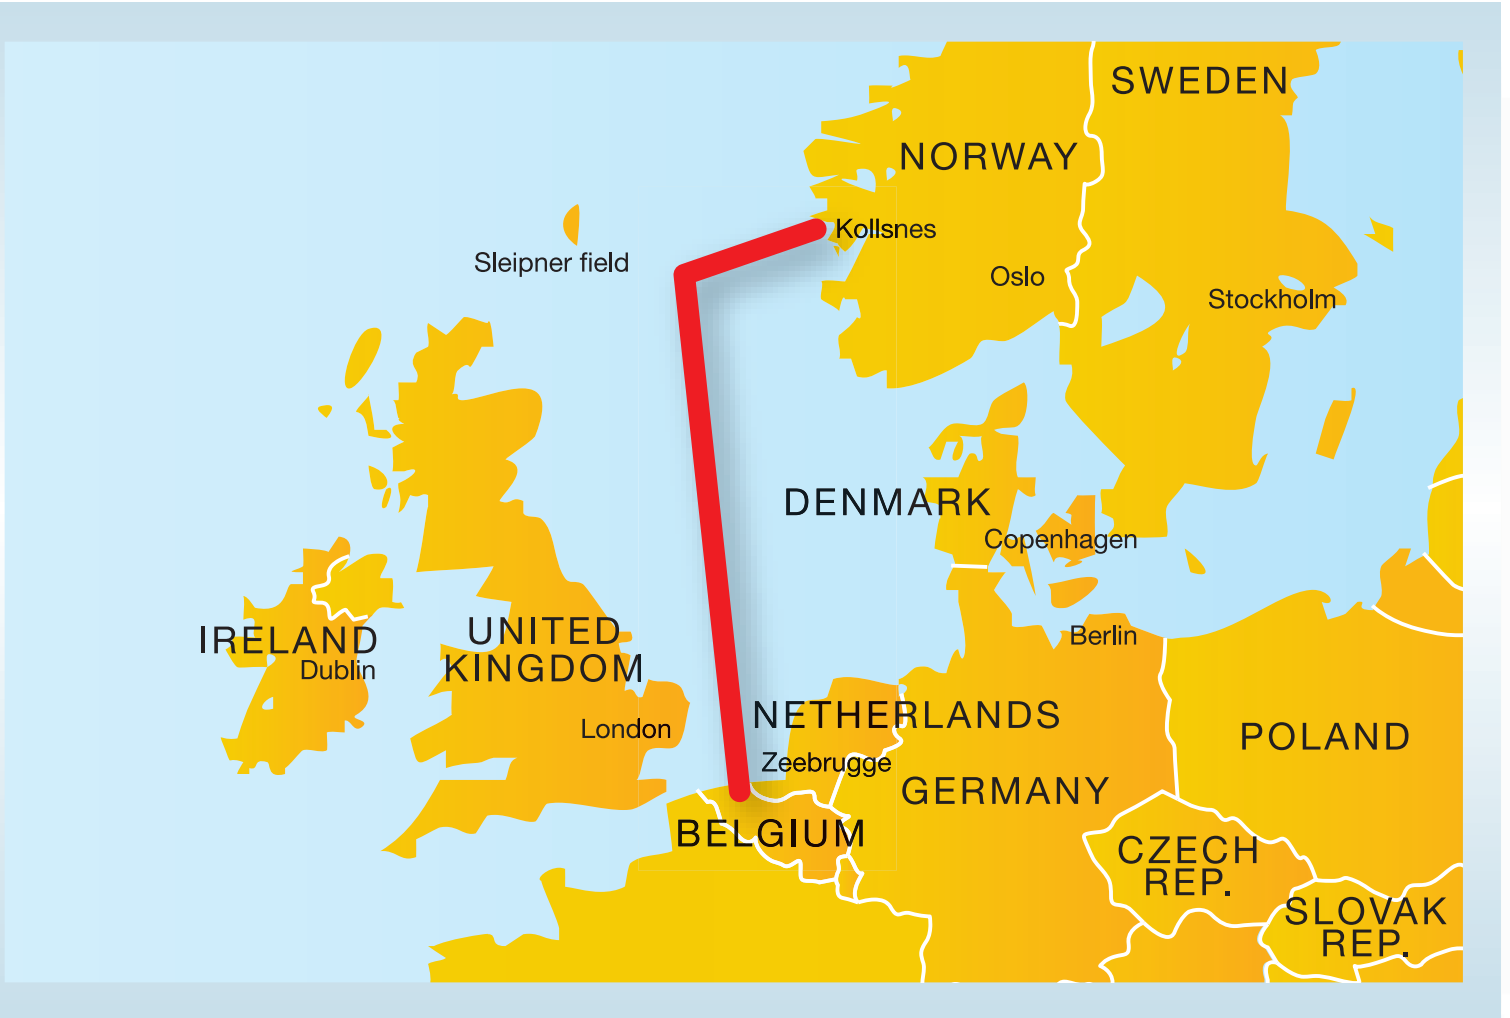 SWEDEN
NORWAY
Kollsnes
Sleipner field
Oslo
Stockholm
DENMARK
Copenhagen
IRELAND
Dublin
UNITED
KINGDOM
Berlin
London
NETHERLANDS
Zeebrugge
POLAND
GERMANY
BELGIUM
CZECH
REP.
SLOVAK
REP.